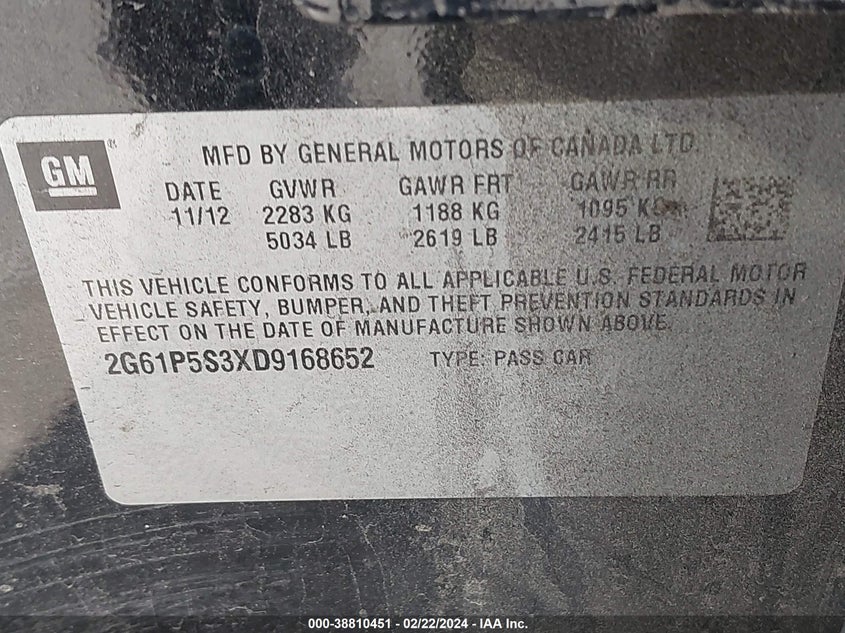 GM
MFD BY GENERAL MOTORS OF CANADA LTD.
DATE GVWR GAWR FRT GAWR RR
11/12 2283 KG 1188 KG 1095 KG
5034 LB 2619 LB 2415 LB
THIS VEHICLE CONFORMS TO ALL APPLICABLE U.S. FEDERAL MOTOR
VEHICLE SAFETY, BUMPER, AND THEFT PREVENTION STANDARDS IN
EFFECT ON THE DATE OF MANUFACTURE SHOWN ABOVE.
2G61P5S3XD9168652 TYPE: PASS CAR
000-38810451 - 02/22/2024 - IAA Inc.